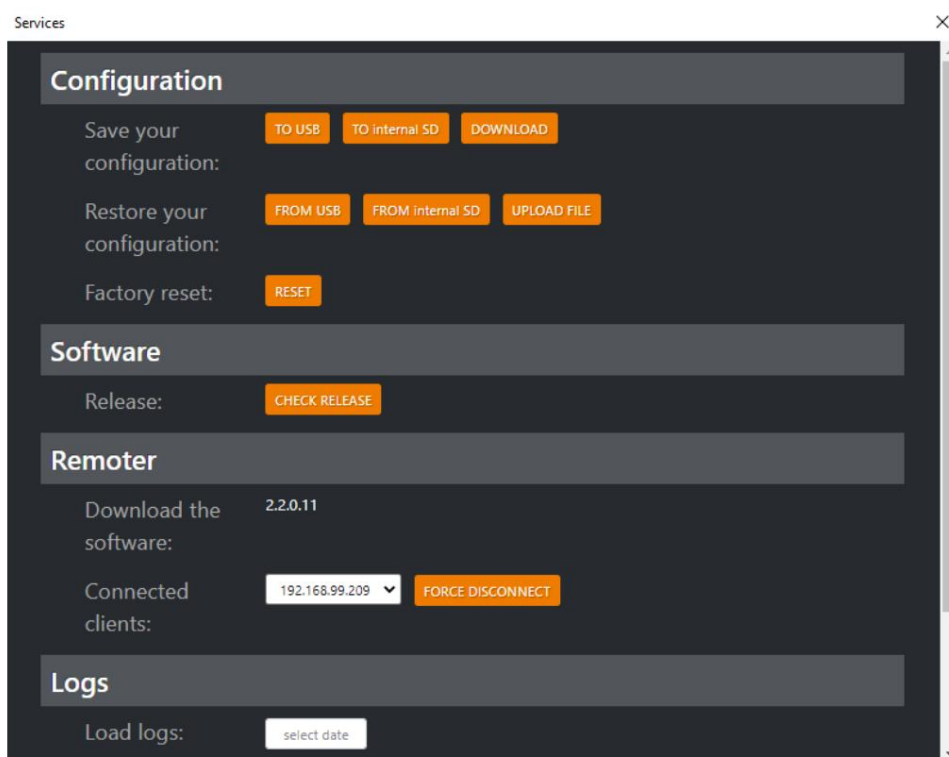 Services
Configuration
Save your TO USB TO internal SD DOWNLOAD
configuration:
Restore your FROM USB FROM internal SD UPLOAD FILE
configuration:
Factory reset: RESET
Software
Release: CHECK RELEASE
Remoter
Download the 2.2.0.11
software:
Connected 192.168.99.209 FORCE DISCONNECT
clients:
Logs
Load logs: select date